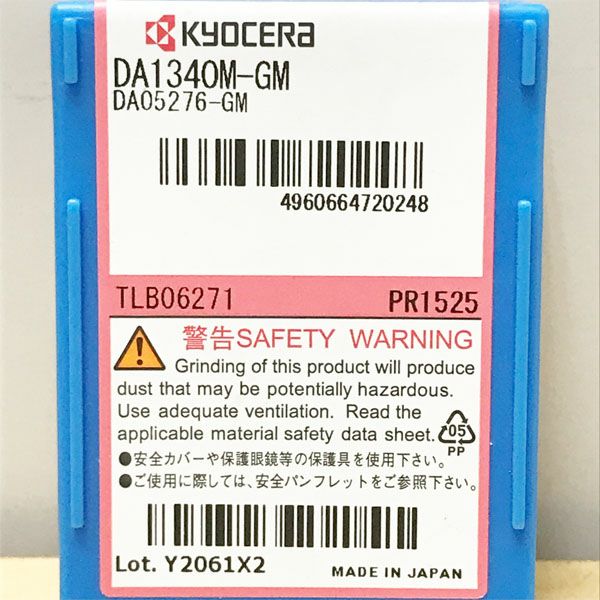 KYOCERA
DA1340M-GM
DA05276-GM
4960664720248
TLB06271 PR1525
警告SAFETY WARNING
Grinding of this product will produce
dust that may be potentially hazardous.
Use adequate ventilation. Read the
applicable material safety data sheet.
05
PP
●安全カバーや保護眼鏡等の保護具を使用下さい。
●ご使用に際しては、安全パンフレットをご参照下さい。
Lot. Y2061X2 MADE IN JAPAN